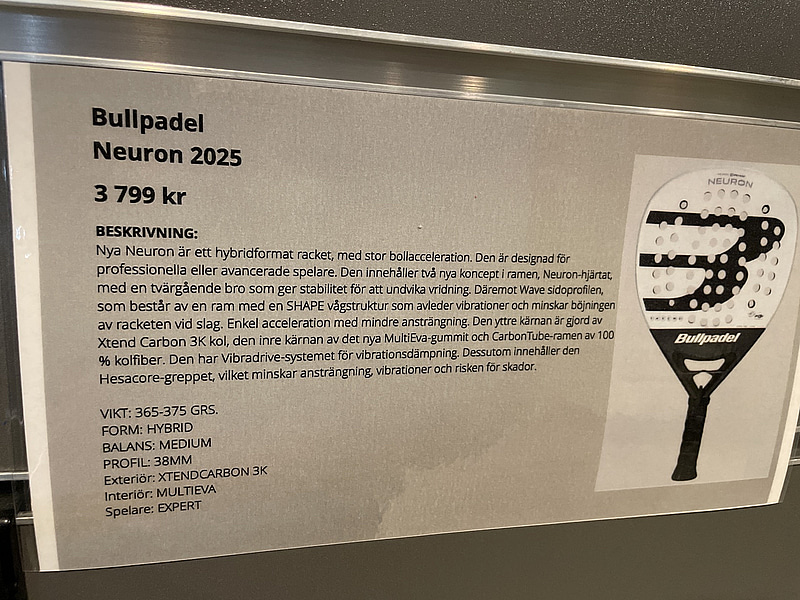 Bullpadel
Neuron 2025
3 799 kr
BESKRIVNING:
Nya Neuron är ett hybridformat racket, med stor bollacceleration. Den är designad för
professionella eller avancerade spelare. Den innehåller två nya koncept i ramen, Neuron-hjärtat,
med en tvärgående bro som ger stabilitet för att undvika vridning. Däremot Wave sidoprofilen,
som består av en ram med en SHAPE vågstruktur som avleder vibrationer och minskar böjningen
av racketen vid slag. Enkel acceleration med mindre ansträngning. Den yttre kärnan är gjord av
Xtend Carbon 3K kol, den inre kärnan av det nya MultiEva-gummit och CarbonTube-ramen av 100
% kolfiber. Den har Vibradrive-systemet för vibrationsdämpning. Dessutom innehåller den
Hesacore-greppet, vilket minskar ansträngning, vibrationer och risken för skador.
VIKT: 365-375 GRS.
FORM: HYBRID
BALANS: MEDIUM
PROFIL: 38MM
Exteriör: XTENDCARBON 3K
Interiör: MULTIEVA
Spelare: EXPERT
NEURON
Bullpadel